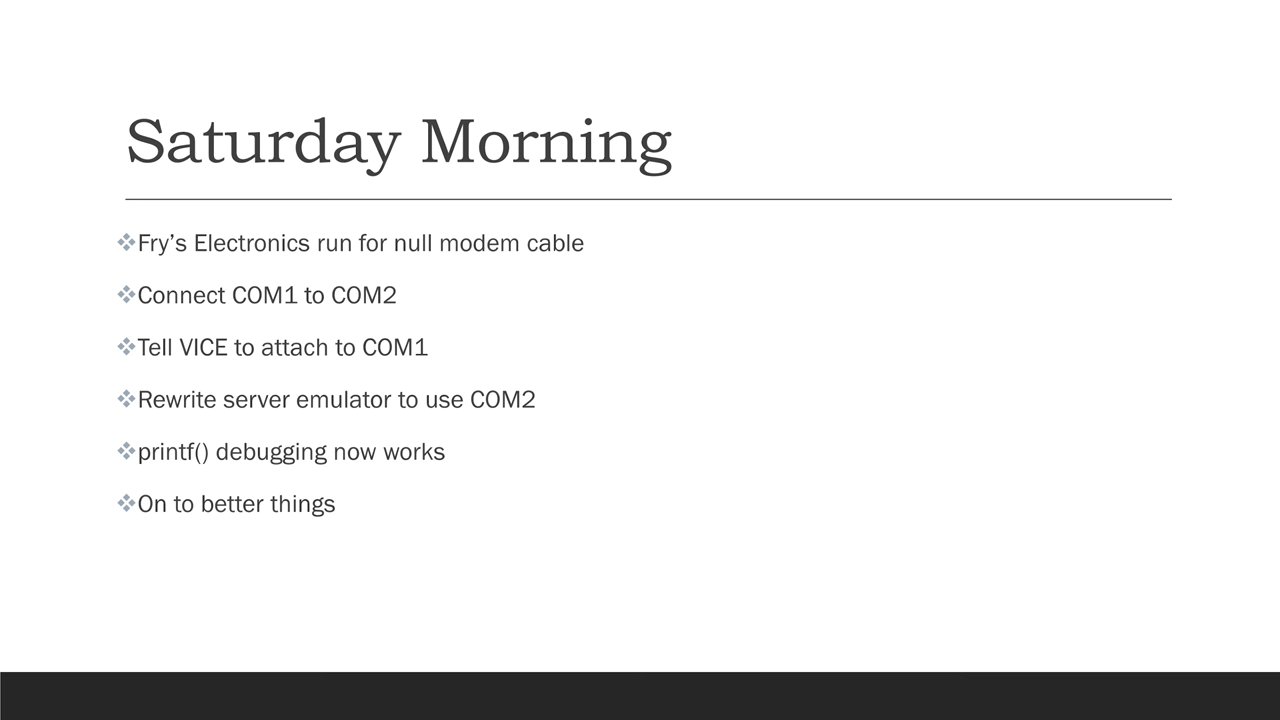 Saturday Morning
❖Fry’s Electronics run for null modem cable
❖Connect COM1 to COM2
❖Tell VICE to attach to COM1
❖Rewrite server emulator to use COM2
❖printf() debugging now works
❖On to better things